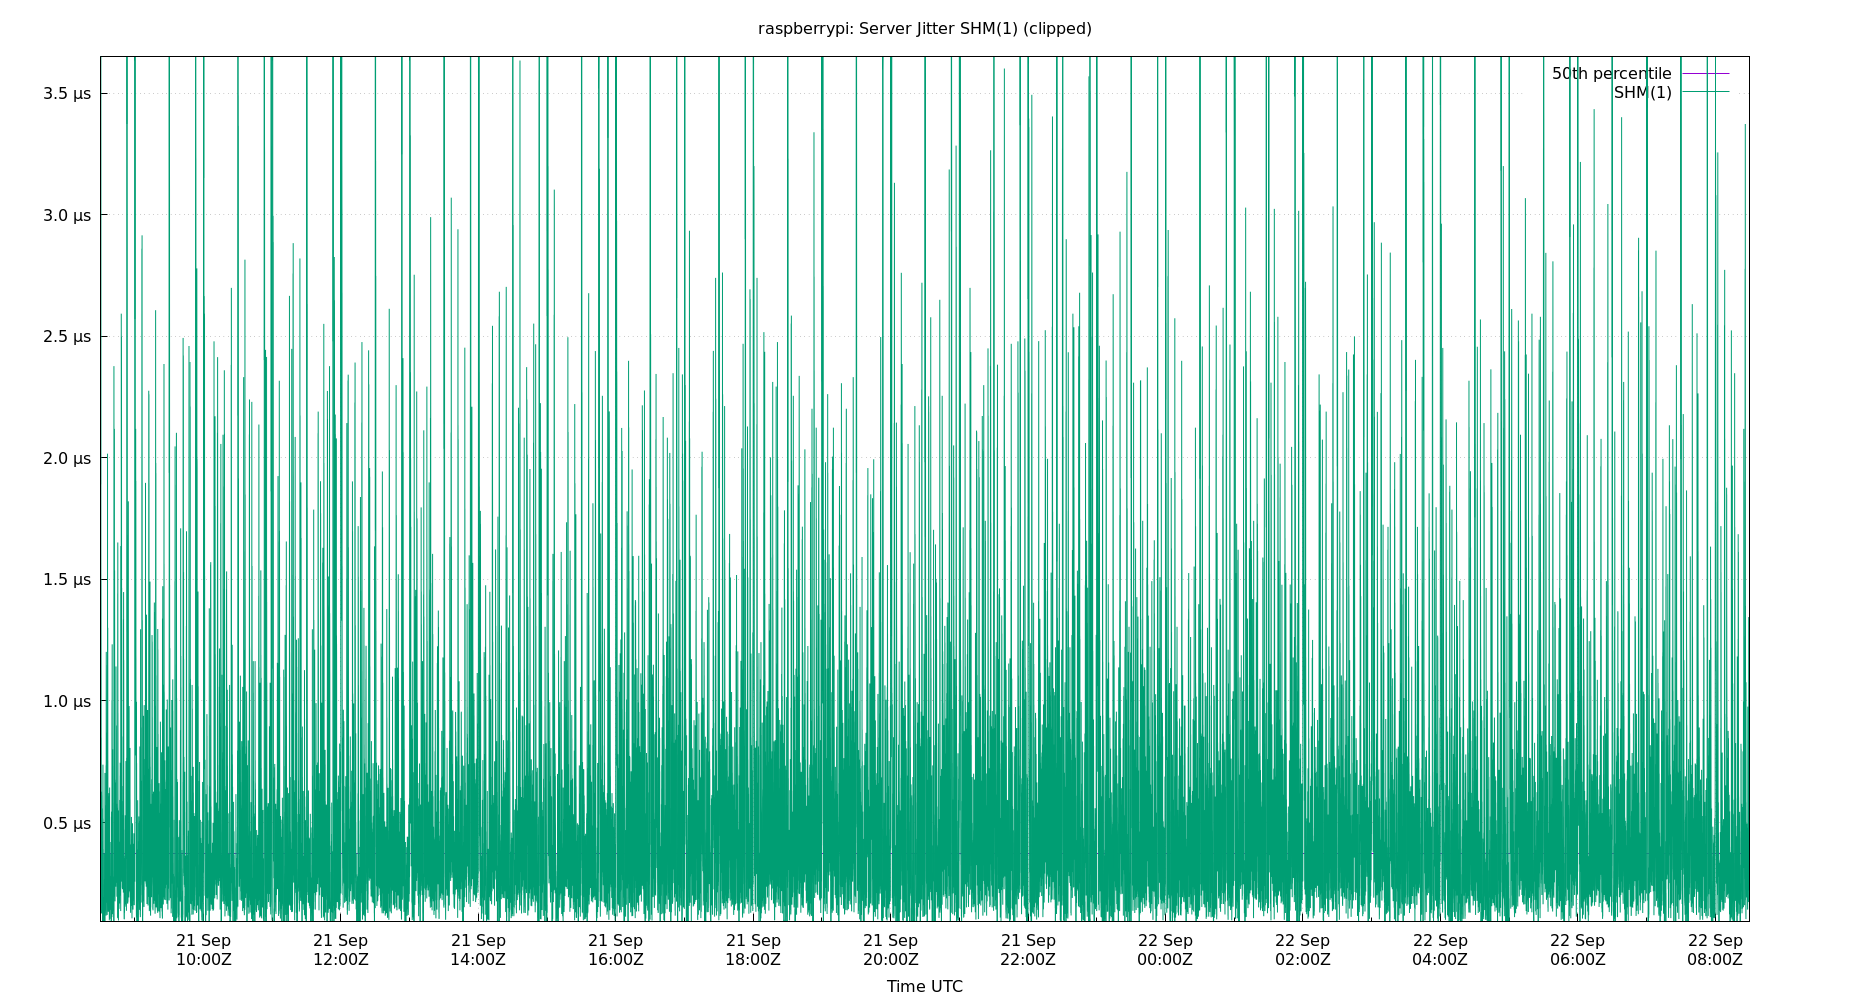 raspberrypi: Server Jitter SHM(1) (clipped)
50th percentile
SHM(1)
3.5 µs
3.0 µs
2.5 µs
2.0 µs
1.5 µs
1.0 µs
0.5 µs
21 Sep 21 Sep 21 Sep 21 Sep 21 Sep 21 Sep 21 Sep 22 Sep 22 Sep 22 Sep 22 Sep 22 Sep
10:00Z 12:00Z 14:00Z 16:00Z 18:00Z 20:00Z 22:00Z 00:00Z 02:00Z 04:00Z 06:00Z 08:00Z
Time UTC